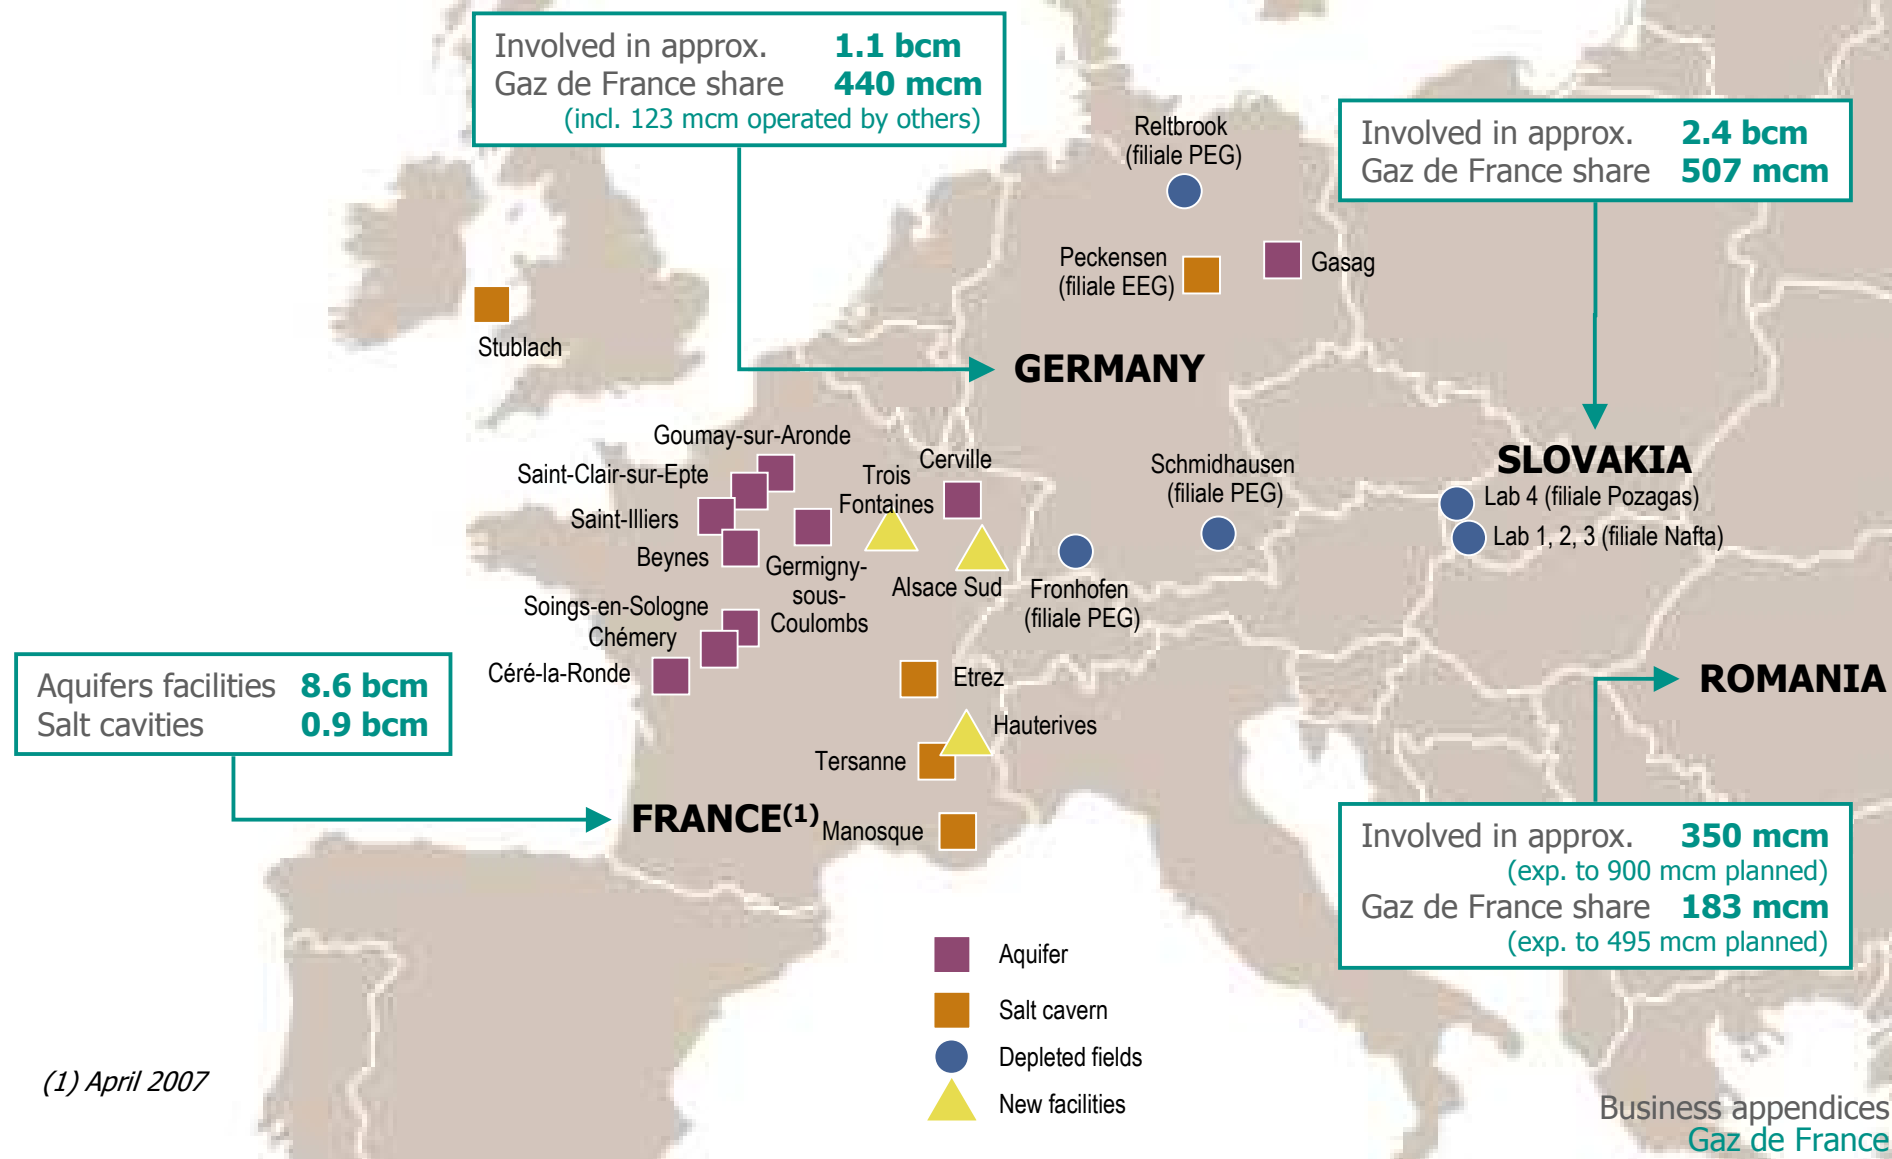 Involved in approx. 1.1 bcm
Gaz de France share 440 mcm
(incl. 123 mcm operated by others)
Involved in approx. 2.4 bcm
Gaz de France share 507 mcm
Reltbrook
(filiale PEG)
Peckensen
(filiale EEG)
Gasag
Stublach
GERMANY
Goumay-sur-Aronde
Saint-Clair-sur-Epte
Saint-Illiers
Beynes
Trois
Fontaines
Cerville
Germigny-
sous-
Coulombs
Alsace Sud
Schmidhausen
(filiale PEG)
Fronhofen
(filiale PEG)
SLOVAKIA
Lab 4 (filiale Pozagas)
Lab 1, 2, 3 (filiale Nafta)
Soings-en-Sologne
Chémery
Céré-la-Ronde
Aquifers facilities 8.6 bcm
Salt cavities 0.9 bcm
Etrez
Hauterives
Tersanne
FRANCE(1)
Manosque
ROMANIA
Involved in approx. 350 mcm
(exp. to 900 mcm planned)
Gaz de France share 183 mcm
(exp. to 495 mcm planned)
Aquifer
Salt cavern
Depleted fields
New facilities
(1) April 2007
Business appendices
Gaz de France